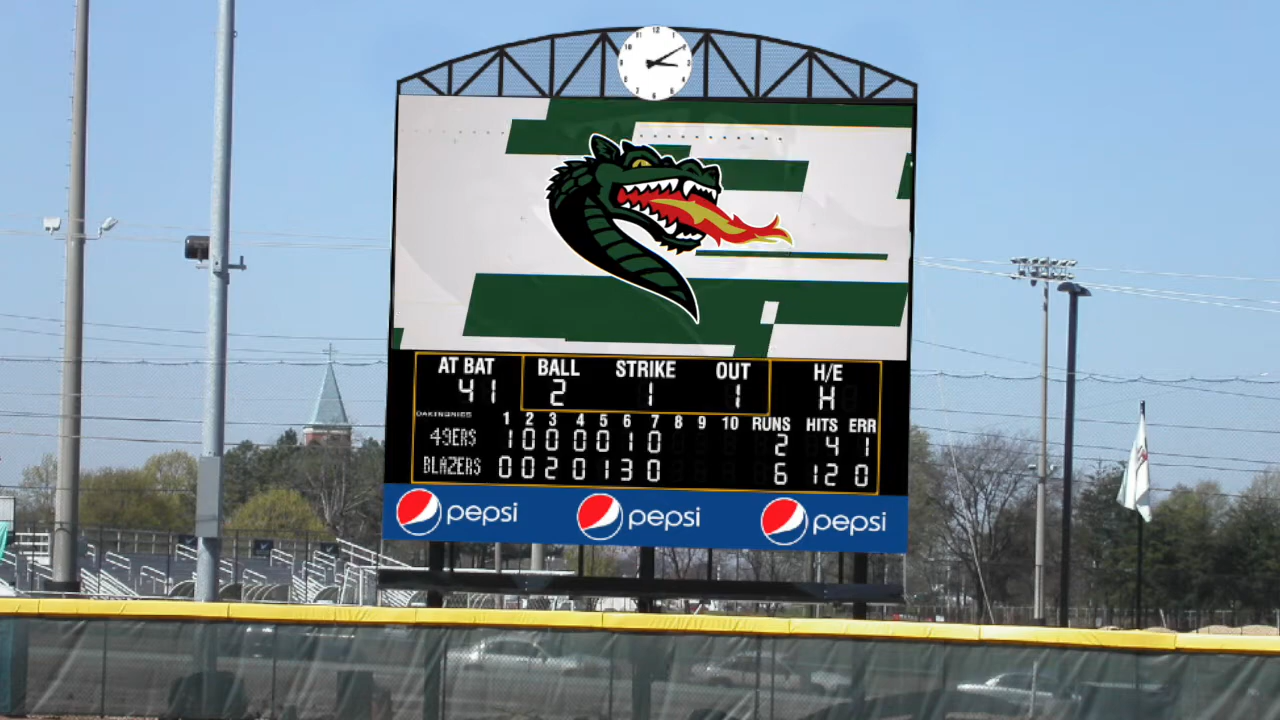 12
AT BAT BALL STRIKE OUT H/E
41 2 1 1 H
DAKTRONICS 1 2 3 4 5 6 7 8 9 10 RUNS HITS ERR
49ERS 1 0 0 0 0 1 0 2 4 1
BLAZERS 0 0 2 0 1 3 0 6 12 0
pepsi pepsi pepsi